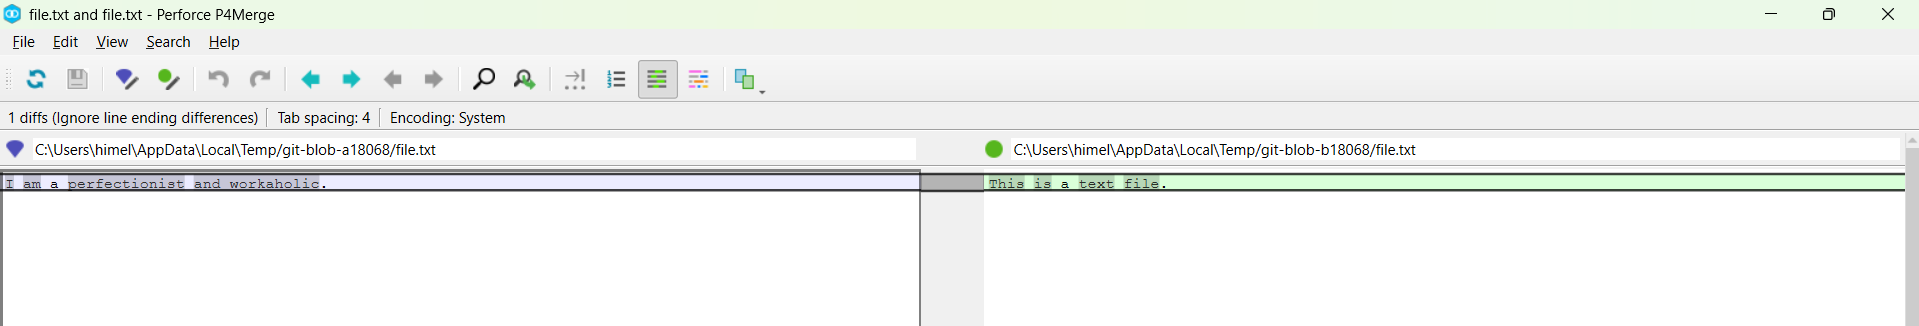 file.txt and file.txt - Perforce P4Merge
File Edit View Search Help
1 diffs (Ignore line ending differences) Tab spacing: 4 Encoding: System
C:\Users\himel\AppData\Local\Temp/git-blob-a18068/file.txt
C:\Users\himel\AppData\Local\Temp/git-blob-b18068/file.txt
I am a perfectionist and workaholic.
This is a text file.